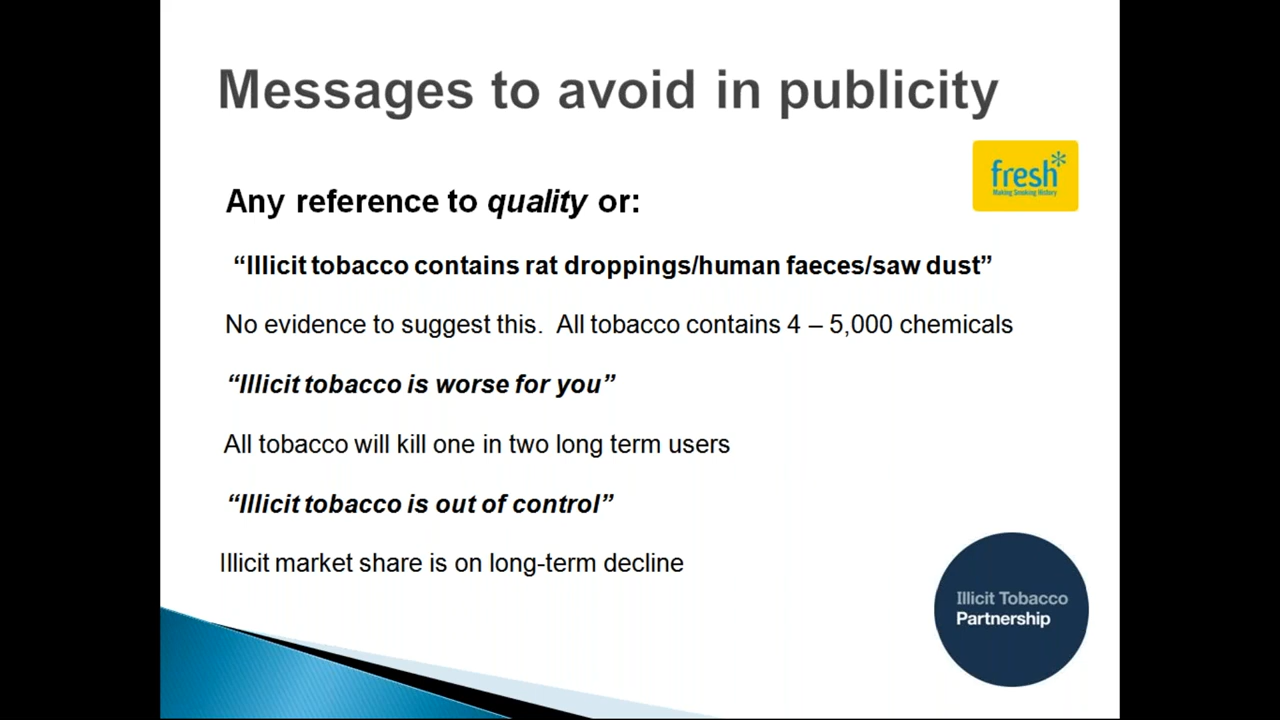 Messages to avoid in publicity
fresh*
Making Smoking History
Any reference to quality or:
“Illicit tobacco contains rat droppings/human faeces/saw dust”
No evidence to suggest this.  All tobacco contains 4 – 5,000 chemicals
“Illicit tobacco is worse for you”
All tobacco will kill one in two long term users
“Illicit tobacco is out of control”
Illicit market share is on long-term decline
Illicit Tobacco
Partnership